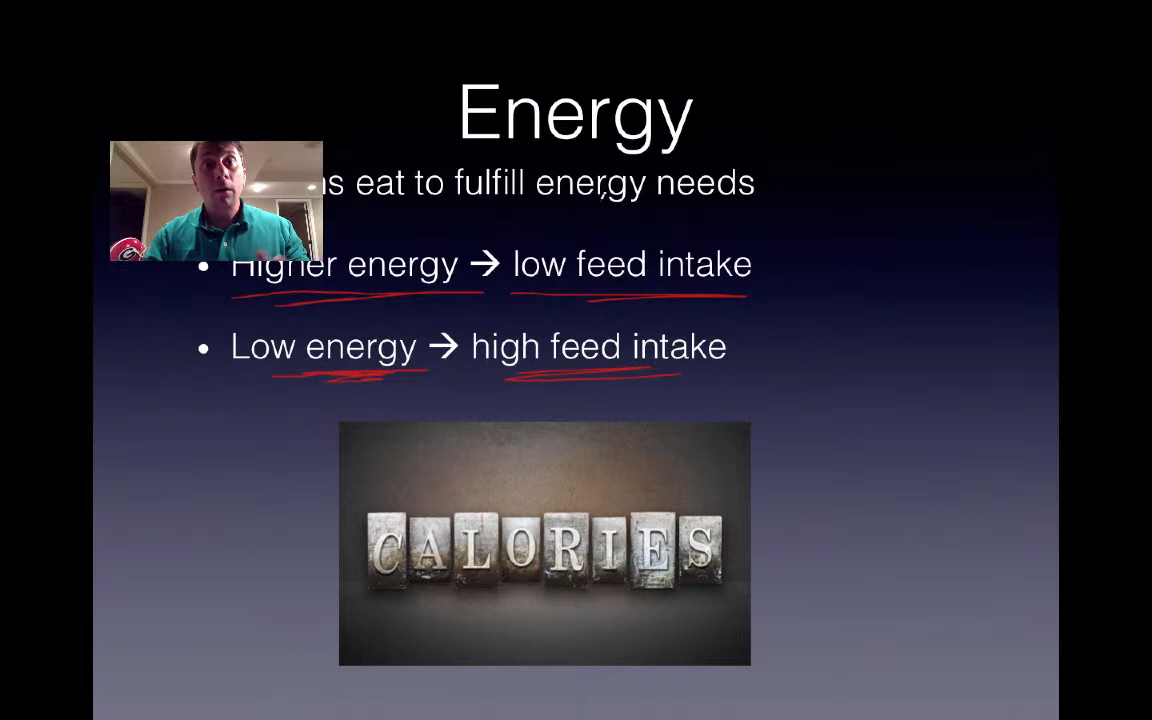 Energy
eat to fulfill energy needs
• Higher energy → low feed intake
• Low energy → high feed intake
CALORIES